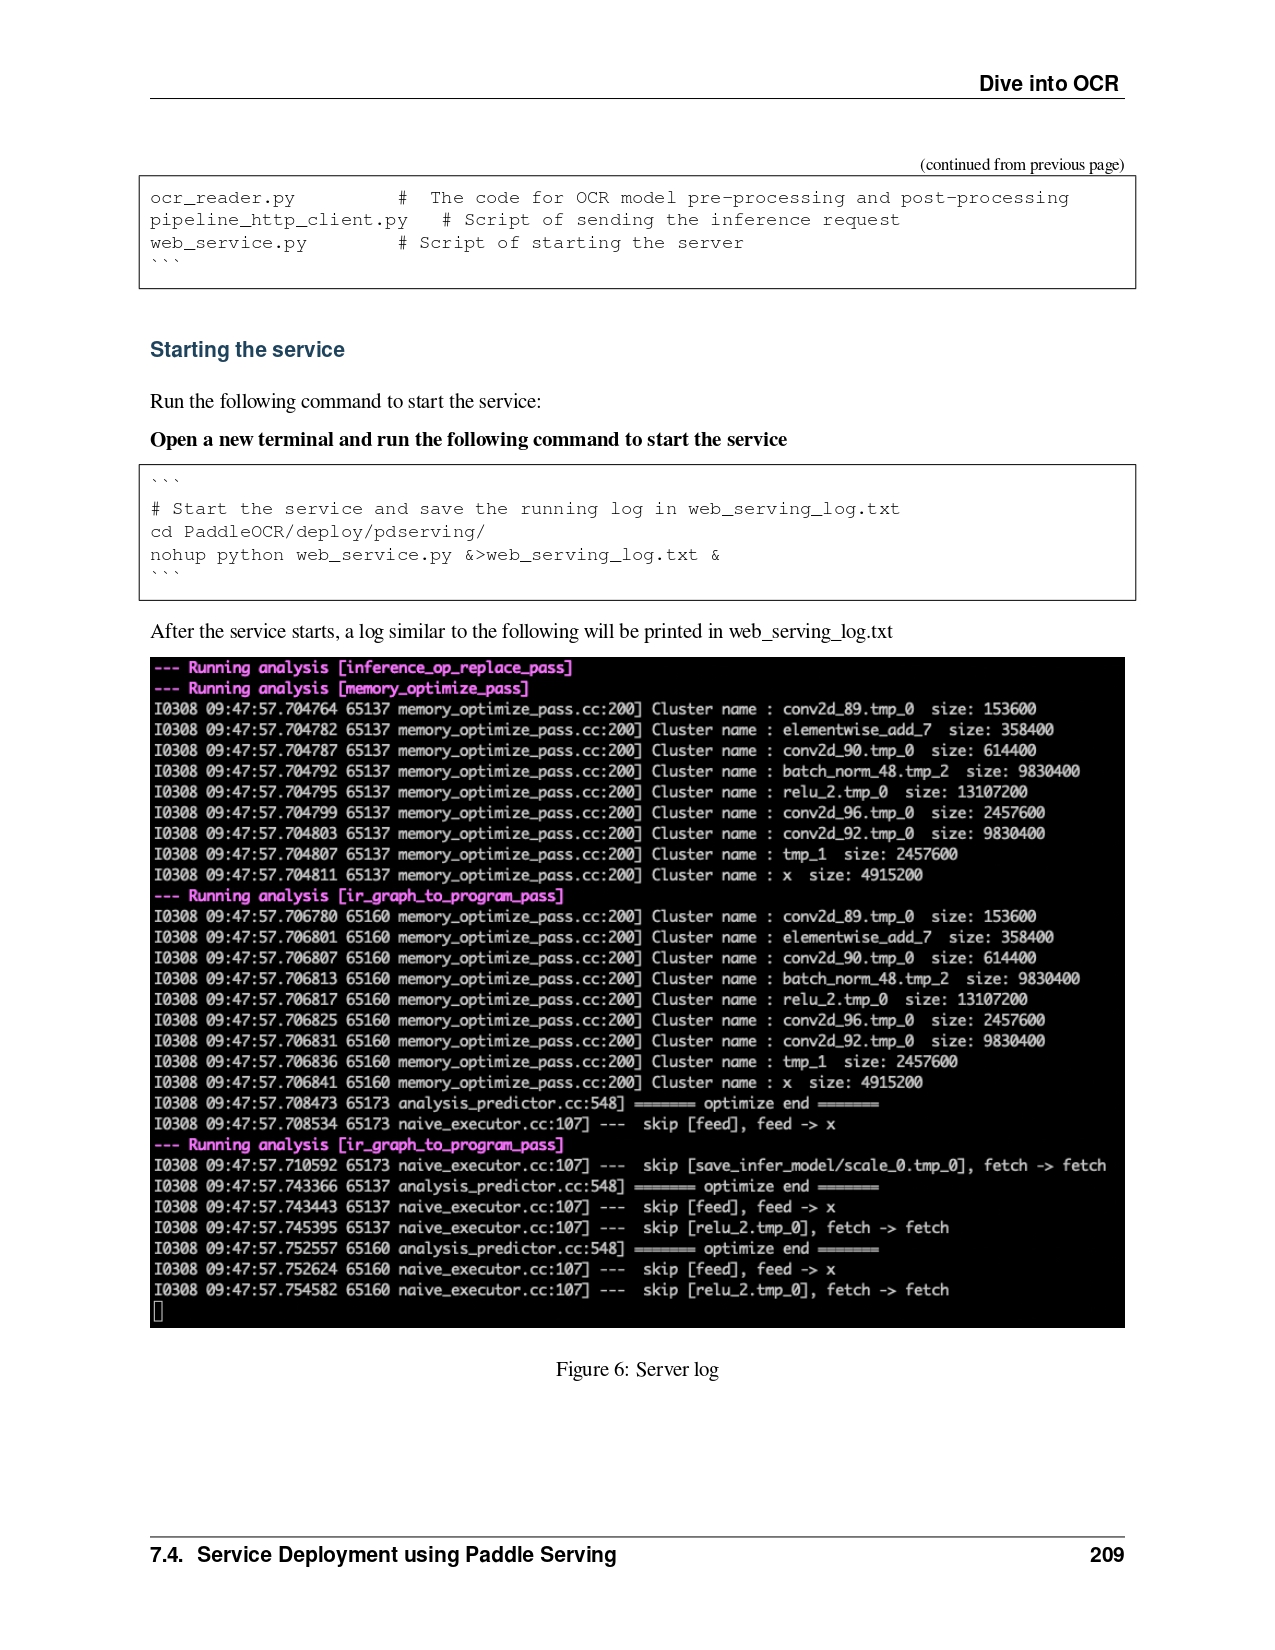 Dive into OCR
(continued from previous page)
ocr_reader.py          #  The code for OCR model pre-processing and post-processing
pipeline_http_client.py   # Script of sending the inference request
web_service.py        # Script of starting the server
```
Starting the service
Run the following command to start the service:
Open a new terminal and run the following command to start the service
```
# Start the service and save the running log in web_serving_log.txt
cd PaddleOCR/deploy/pdserving/
nohup python web_service.py &>web_serving_log.txt &
```
After the service starts, a log similar to the following will be printed in web_serving_log.txt
--- Running analysis [inference_op_replace_pass]
--- Running analysis [memory_optimize_pass]
I0308 09:47:57.704764 65137 memory_optimize_pass.cc:200] Cluster name : conv2d_89.tmp_0  size: 153600
I0308 09:47:57.704782 65137 memory_optimize_pass.cc:200] Cluster name : elementwise_add_7  size: 358400
I0308 09:47:57.704787 65137 memory_optimize_pass.cc:200] Cluster name : conv2d_90.tmp_0  size: 614400
I0308 09:47:57.704792 65137 memory_optimize_pass.cc:200] Cluster name : batch_norm_48.tmp_2  size: 9830400
I0308 09:47:57.704795 65137 memory_optimize_pass.cc:200] Cluster name : relu_2.tmp_0  size: 13107200
I0308 09:47:57.704799 65137 memory_optimize_pass.cc:200] Cluster name : conv2d_96.tmp_0  size: 2457600
I0308 09:47:57.704803 65137 memory_optimize_pass.cc:200] Cluster name : conv2d_92.tmp_0  size: 9830400
I0308 09:47:57.704807 65137 memory_optimize_pass.cc:200] Cluster name : tmp_1  size: 2457600
I0308 09:47:57.704811 65137 memory_optimize_pass.cc:200] Cluster name : x  size: 4915200
--- Running analysis [ir_graph_to_program_pass]
I0308 09:47:57.706780 65160 memory_optimize_pass.cc:200] Cluster name : conv2d_89.tmp_0  size: 153600
I0308 09:47:57.706801 65160 memory_optimize_pass.cc:200] Cluster name : elementwise_add_7  size: 358400
I0308 09:47:57.706807 65160 memory_optimize_pass.cc:200] Cluster name : conv2d_90.tmp_0  size: 614400
I0308 09:47:57.706813 65160 memory_optimize_pass.cc:200] Cluster name : batch_norm_48.tmp_2  size: 9830400
I0308 09:47:57.706817 65160 memory_optimize_pass.cc:200] Cluster name : relu_2.tmp_0  size: 13107200
I0308 09:47:57.706825 65160 memory_optimize_pass.cc:200] Cluster name : conv2d_96.tmp_0  size: 2457600
I0308 09:47:57.706831 65160 memory_optimize_pass.cc:200] Cluster name : conv2d_92.tmp_0  size: 9830400
I0308 09:47:57.706836 65160 memory_optimize_pass.cc:200] Cluster name : tmp_1  size: 2457600
I0308 09:47:57.706841 65160 memory_optimize_pass.cc:200] Cluster name : x  size: 4915200
I0308 09:47:57.708473 65173 analysis_predictor.cc:548] ======= optimize end =======
I0308 09:47:57.708534 65173 naive_executor.cc:107] ---  skip [feed], feed -> x
--- Running analysis [ir_graph_to_program_pass]
I0308 09:47:57.710592 65173 naive_executor.cc:107] ---  skip [save_infer_model/scale_0.tmp_0], fetch -> fetch
I0308 09:47:57.743366 65137 analysis_predictor.cc:548] ======= optimize end =======
I0308 09:47:57.743443 65137 naive_executor.cc:107] ---  skip [feed], feed -> x
I0308 09:47:57.745395 65137 naive_executor.cc:107] ---  skip [relu_2.tmp_0], fetch -> fetch
I0308 09:47:57.752557 65160 analysis_predictor.cc:548] ======= optimize end =======
I0308 09:47:57.752624 65160 naive_executor.cc:107] ---  skip [feed], feed -> x
I0308 09:47:57.754582 65160 naive_executor.cc:107] ---  skip [relu_2.tmp_0], fetch -> fetch
Figure 6: Server log
7.4.  Service Deployment using Paddle Serving 209